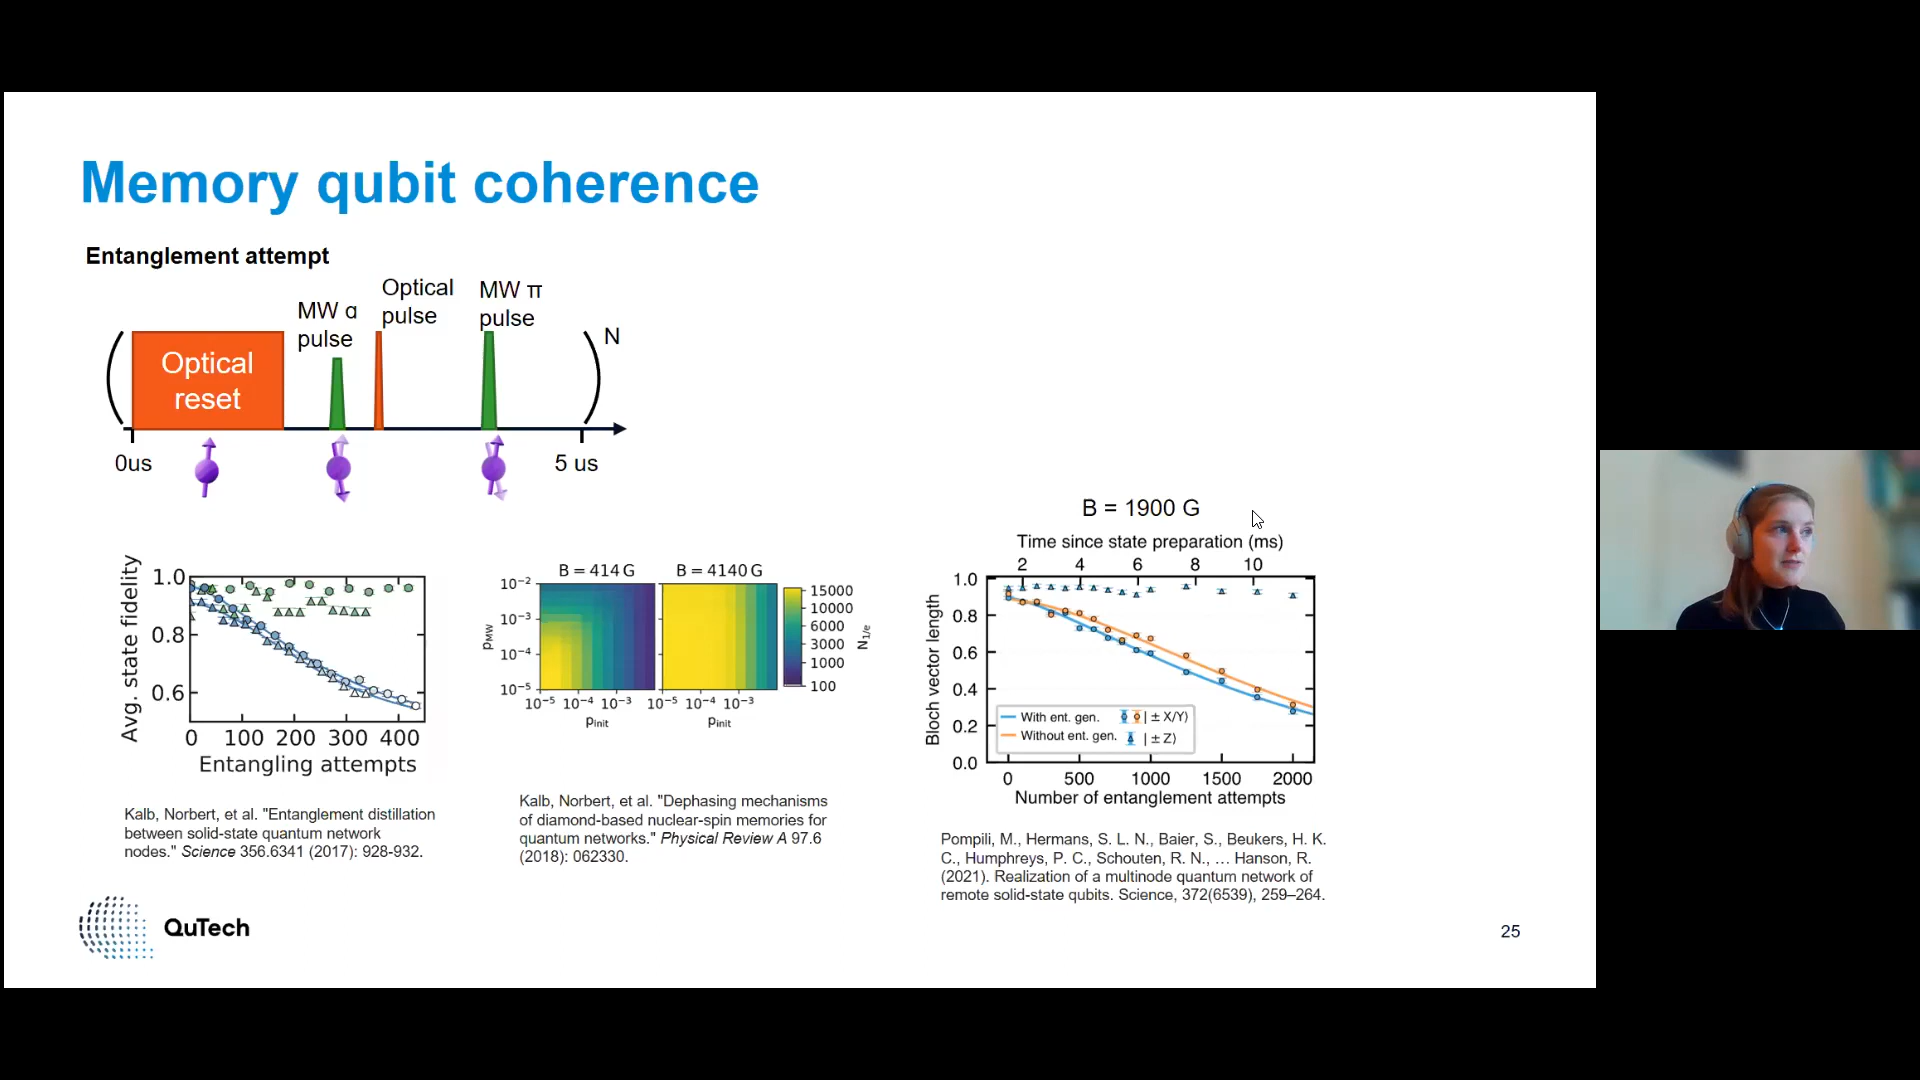 Memory qubit coherence
Entanglement attempt
MW α
pulse
Optical
pulse
MW π
pulse
N
Optical
reset
0us
5 us
Avg. state fidelity
1.0
0.8
0.6
0 100 200 300 400
Entangling attempts
Kalb, Norbert, et al. "Entanglement distillation
between solid-state quantum network
nodes." Science 356.6341 (2017): 928-932.
B = 414 G B = 4140 G
pMW
10⁻²
10⁻³
10⁻⁴
10⁻⁵
10⁻⁵ 10⁻⁴ 10⁻³ 10⁻⁵ 10⁻⁴ 10⁻³
pinit pinit
15000
10000
6000
3000
1000
100
N1/e
Kalb, Norbert, et al. "Dephasing mechanisms
of diamond-based nuclear-spin memories for
quantum networks." Physical Review A 97.6
(2018): 062330.
B = 1900 G
Time since state preparation (ms)
2 4 6 8 10
Bloch vector length
1.0
0.8
0.6
0.4
0.2
0.0
With ent. gen. | ± X/Y⟩
Without ent. gen. | ± Z⟩
0 500 1000 1500 2000
Number of entanglement attempts
Pompili, M., Hermans, S. L. N., Baier, S., Beukers, H. K.
C., Humphreys, P. C., Schouten, R. N., … Hanson, R.
(2021). Realization of a multinode quantum network of
remote solid-state qubits. Science, 372(6539), 259–264.
QuTech
25